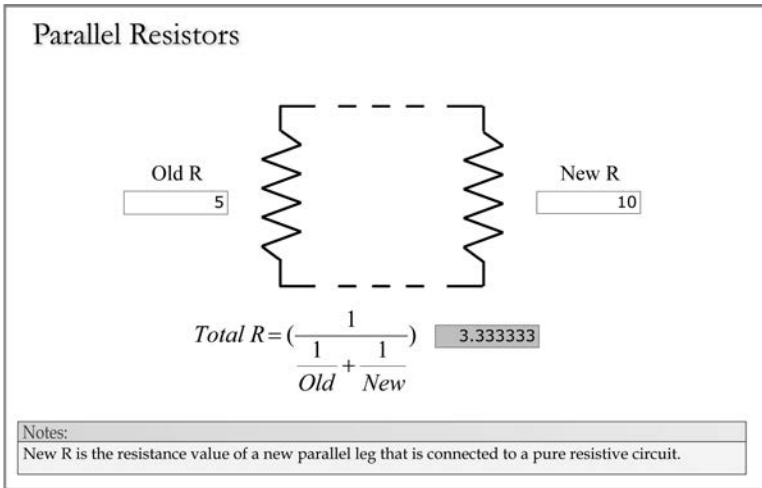 Parallel Resistors
Old R
5
New R
10
Total R = (1 / (1/Old + 1/New))
3.333333
Notes:
New R is the resistance value of a new parallel leg that is connected to a pure resistive circuit.